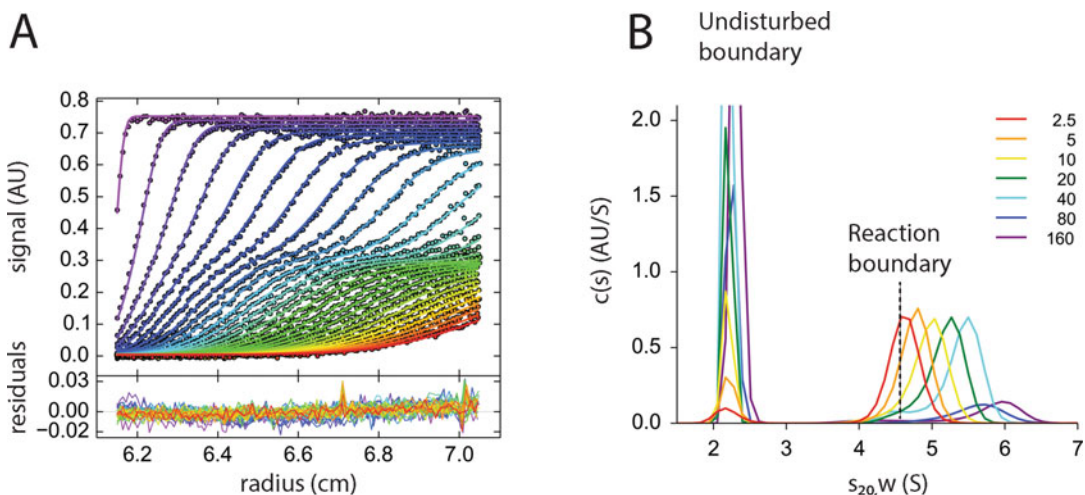 A
signal (AU)
0.8
0.7
0.6
0.5
0.4
0.3
0.2
0.1
0.0
residuals
0.03
0.00
−0.02
6.2 6.4 6.6 6.8 7.0
radius (cm)
B
Undisturbed
boundary
c(s) (AU/S)
2.0
1.5
1.0
0.5
0.0
2.5
5
10
20
40
80
160
Reaction
boundary
2 3 4 5 6 7
s20,w (S)